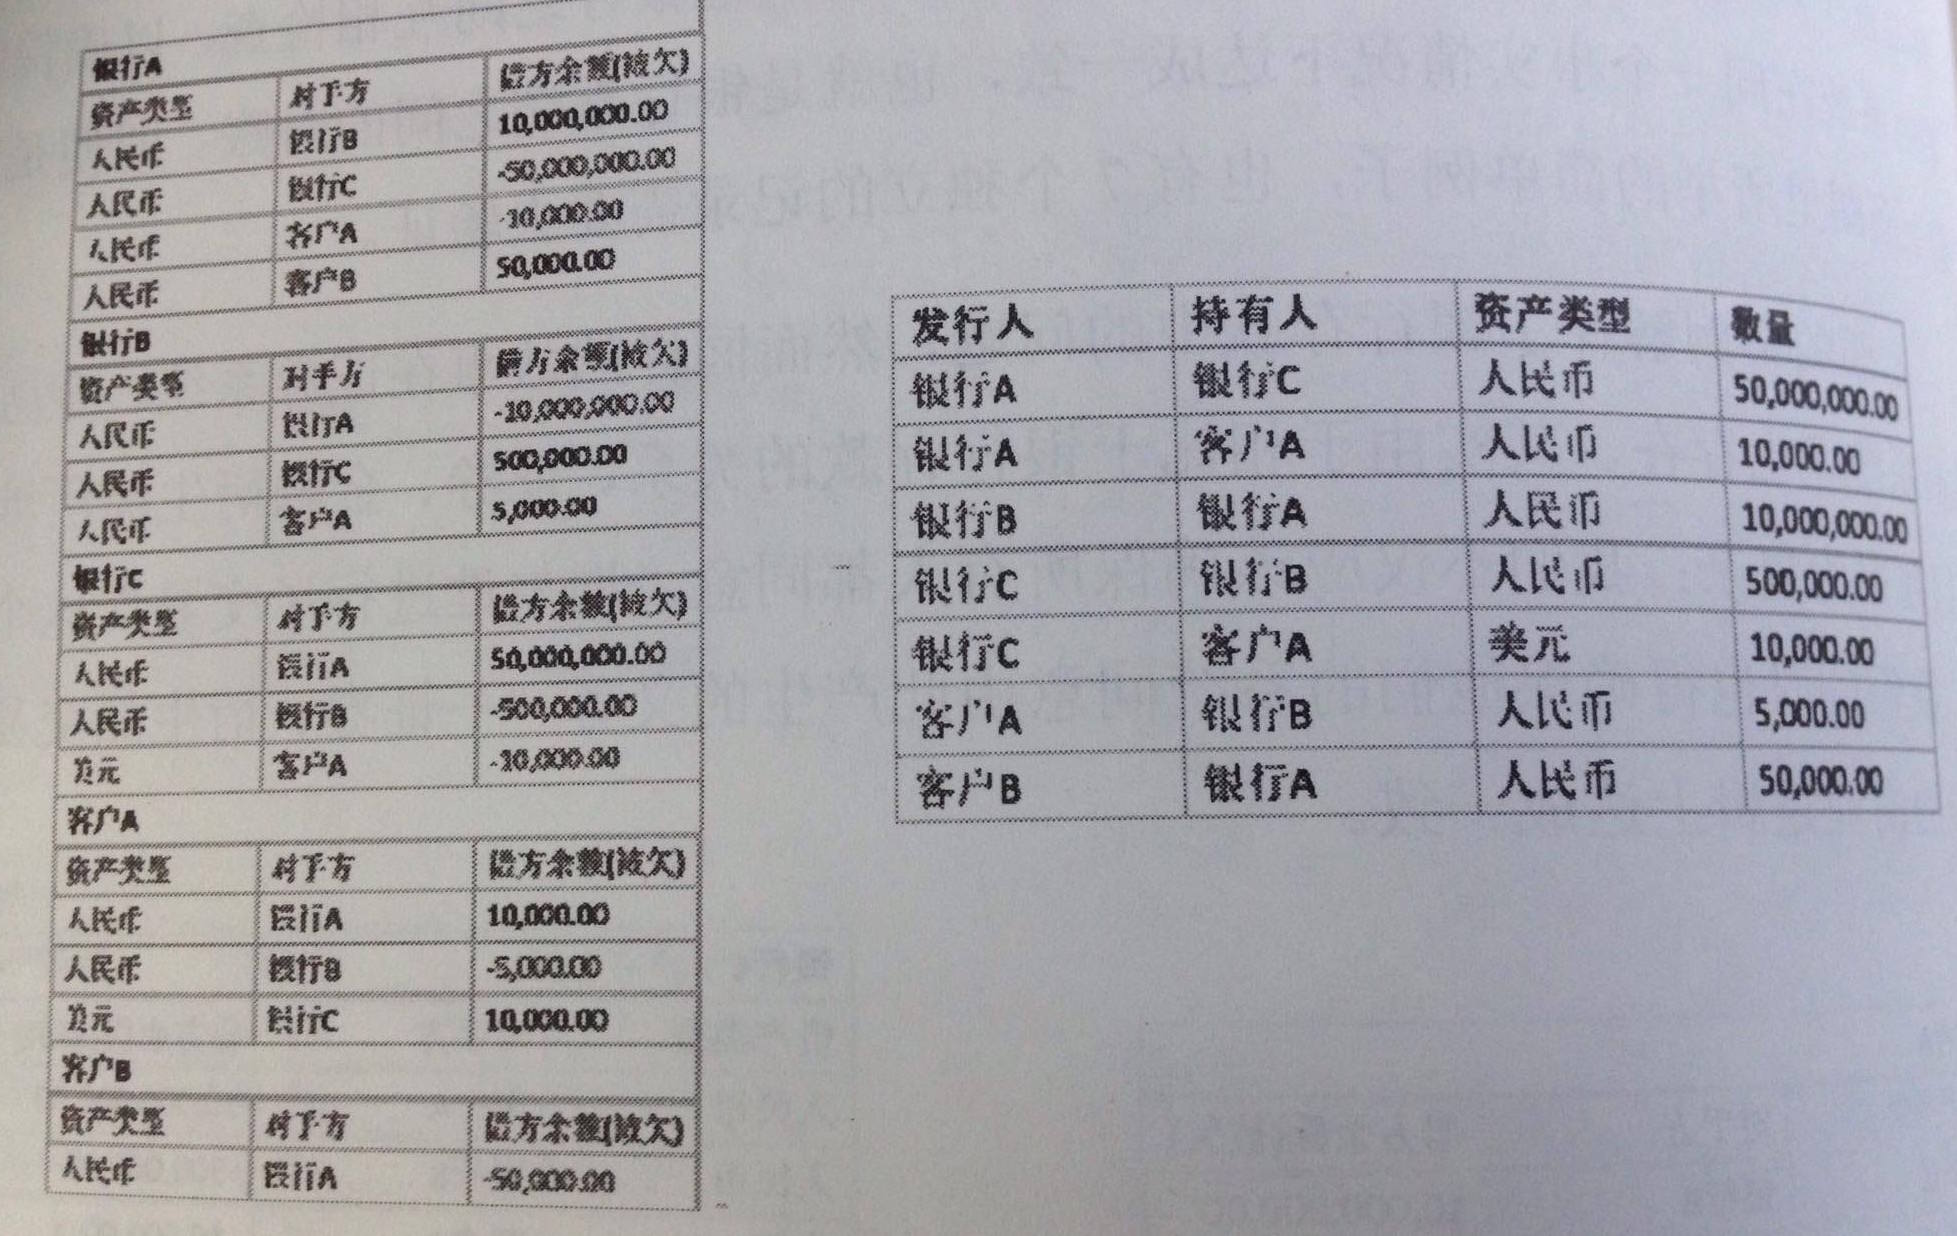 银行A
资产类型 对手方 借方余额(被欠)
人民币 银行B 10,000,000.00
人民币 银行C -50,000,000.00
人民币 客户A -10,000.00
人民币 客户B 50,000.00
银行B
资产类型 对手方 借方余额(被欠)
人民币 银行A -10,000,000.00
人民币 银行C 500,000.00
人民币 客户A 5,000.00
银行C
资产类型 对手方 借方余额(被欠)
人民币 银行A 50,000,000.00
人民币 银行B -500,000.00
美元 客户A -10,000.00
客户A
资产类型 对手方 借方余额(被欠)
人民币 银行A 10,000.00
人民币 银行B -5,000.00
美元 银行C 10,000.00
客户B
资产类型 对手方 借方余额(被欠)
人民币 银行A -50,000.00
发行人 持有人 资产类型 数量
银行A 银行C 人民币 50,000,000.00
银行A 客户A 人民币 10,000.00
银行B 银行A 人民币 10,000,000.00
银行C 银行B 人民币 500,000.00
银行C 客户A 美元 10,000.00
客户A 银行B 人民币 5,000.00
客户B 银行A 人民币 50,000.00